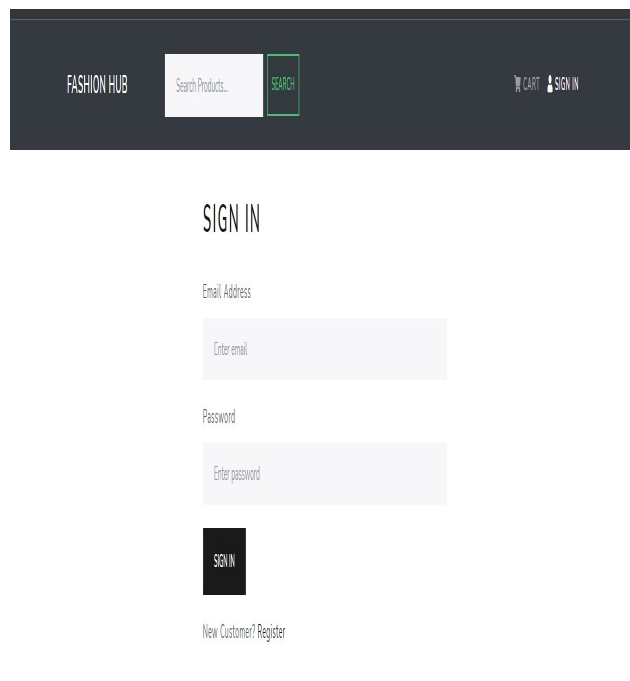 FASHION HUB Search Products... SEARCH CART SIGN IN
SIGN IN
Email Address
Enter email
Password
Enter password
SIGN IN
New Customer? Register